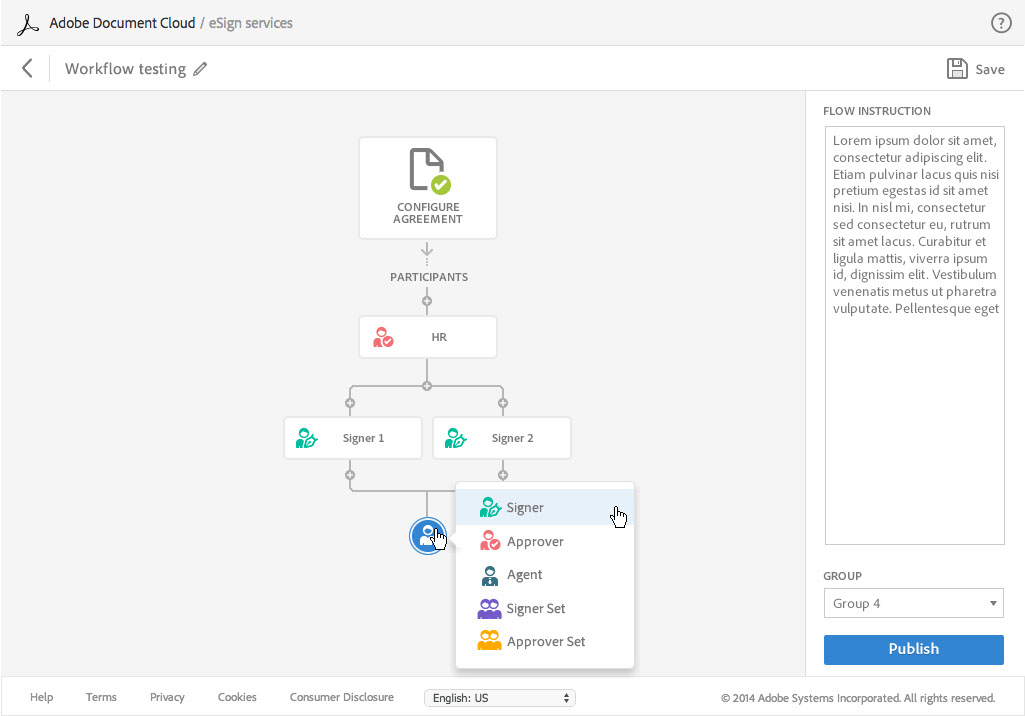 Adobe Document Cloud / eSign services
?
Workflow testing
Save
CONFIGURE
AGREEMENT
PARTICIPANTS
HR
Signer 1
Signer 2
Signer
Approver
Agent
Signer Set
Approver Set
FLOW INSTRUCTION
Lorem ipsum dolor sit amet,
consectetur adipiscing elit.
Etiam pulvinar lacus quis nisi
pretium egestas id sit amet
nisi. In nisl mi, consectetur
sed consectetur eu, rutrum
sit amet lacus. Curabitur et
ligula mattis, viverra ipsum
id, dignissim elit. Vestibulum
venenatis metus ut pharetra
vulputate. Pellentesque eget
GROUP
Group 4
Publish
Help
Terms
Privacy
Cookies
Consumer Disclosure
English: US
© 2014 Adobe Systems Incorporated. All rights reserved.